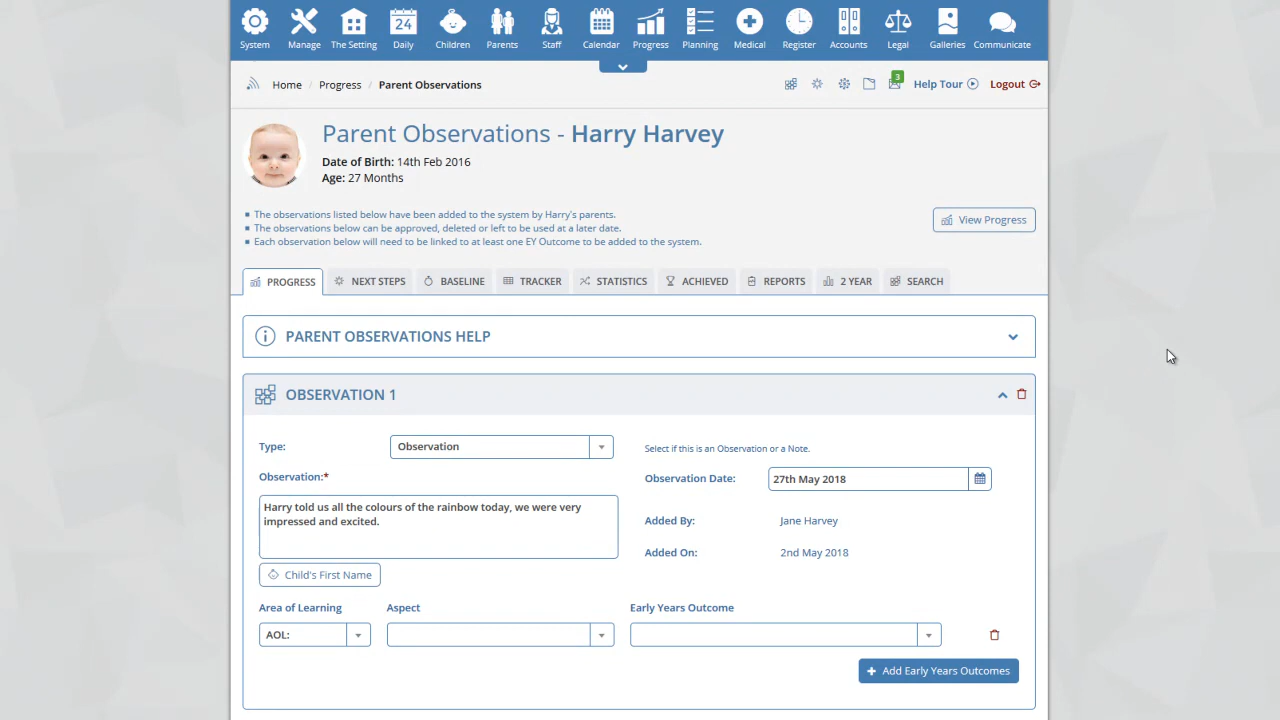 System Manage The Setting 24 Daily Children Parents Staff Calendar Progress Planning Medical Register Accounts Legal Galleries Communicate
Home Progress Parent Observations 3 Help Tour Logout
Parent Observations - Harry Harvey
Date of Birth: 14th Feb 2016
Age: 27 Months
The observations listed below have been added to the system by Harry's parents.
The observations below can be approved, deleted or left to be used at a later date.
Each observation below will need to be linked to at least one EY Outcome to be added to the system.
View Progress
PROGRESS NEXT STEPS BASELINE TRACKER STATISTICS ACHIEVED REPORTS 2 YEAR SEARCH
PARENT OBSERVATIONS HELP
OBSERVATION 1
Type: Observation Select if this is an Observation or a Note.
Observation:* Observation Date: 27th May 2018
Harry told us all the colours of the rainbow today, we were very
impressed and excited.
Added By: Jane Harvey
Added On: 2nd May 2018
Child's First Name
Area of Learning Aspect Early Years Outcome
AOL:
+ Add Early Years Outcomes